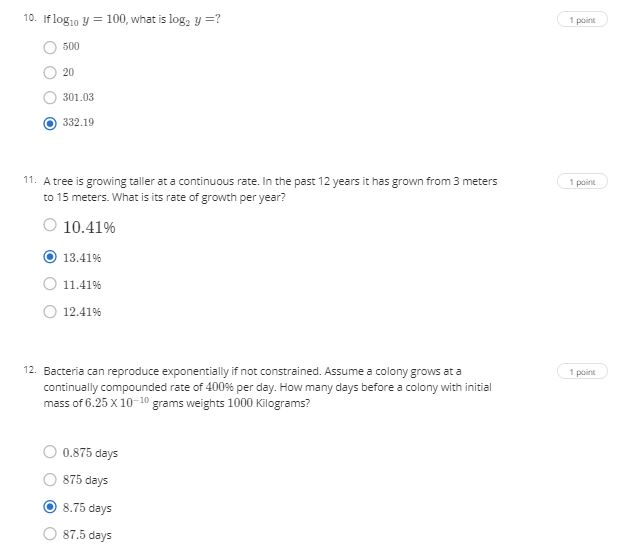 10. If log₁₀ y = 100, what is log₂ y =?
1 point
500
20
301.03
332.19
11. A tree is growing taller at a continuous rate. In the past 12 years it has grown from 3 meters
1 point
to 15 meters. What is its rate of growth per year?
10.41%
13.41%
11.41%
12.41%
12. Bacteria can reproduce exponentially if not constrained. Assume a colony grows at a
1 point
continually compounded rate of 400% per day. How many days before a colony with initial
mass of 6.25 X 10⁻¹⁰ grams weights 1000 Kilograms?
0.875 days
875 days
8.75 days
87.5 days